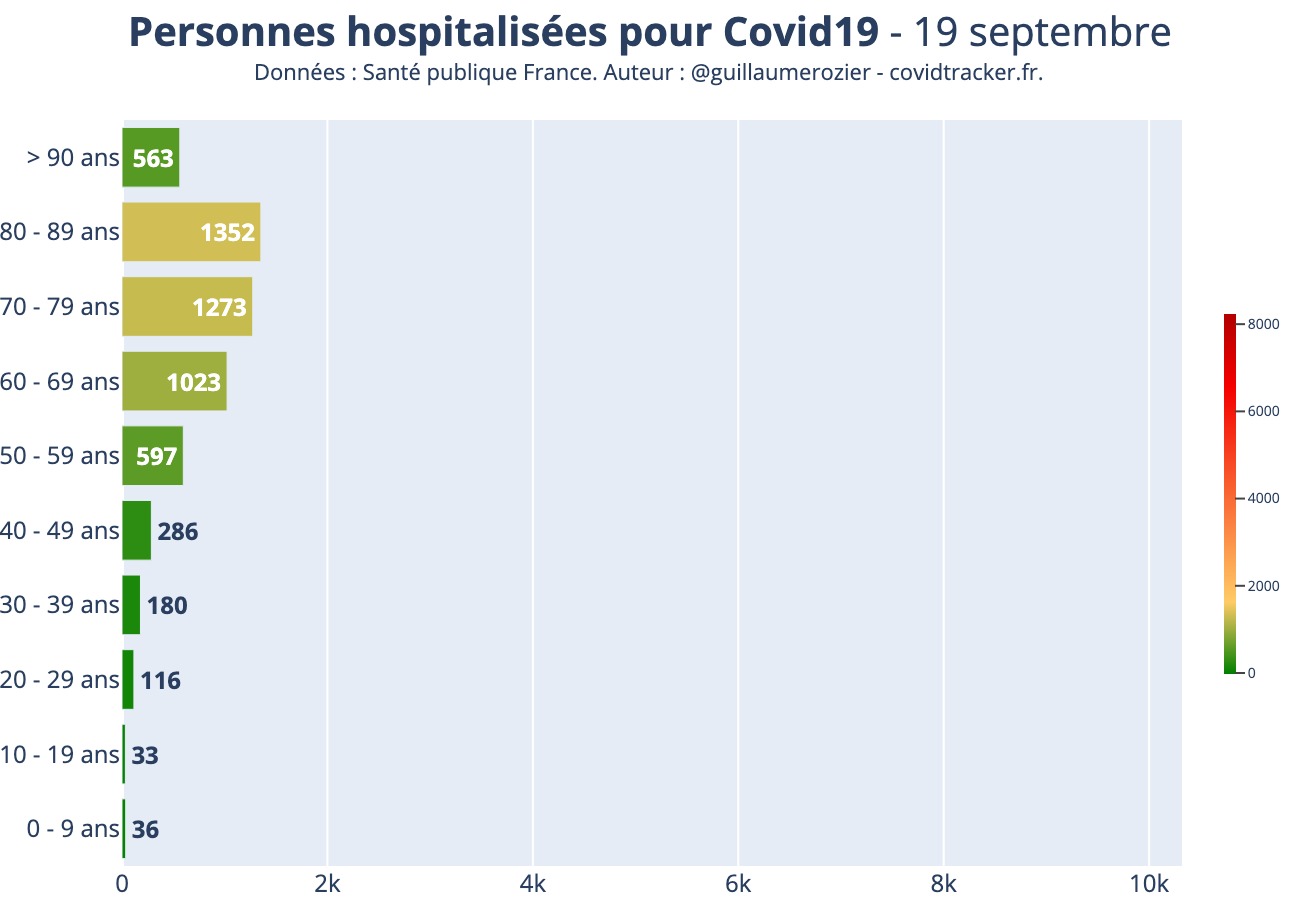 Personnes hospitalisées pour Covid19 - 19 septembre
Données : Santé publique France. Auteur : @guillaumerozier - covidtracker.fr.
> 90 ans 563
80 - 89 ans 1352
70 - 79 ans 1273
60 - 69 ans 1023
50 - 59 ans 597
40 - 49 ans 286
30 - 39 ans 180
20 - 29 ans 116
10 - 19 ans 33
0 - 9 ans 36
0 2k 4k 6k 8k 10k
8000
6000
4000
2000
0